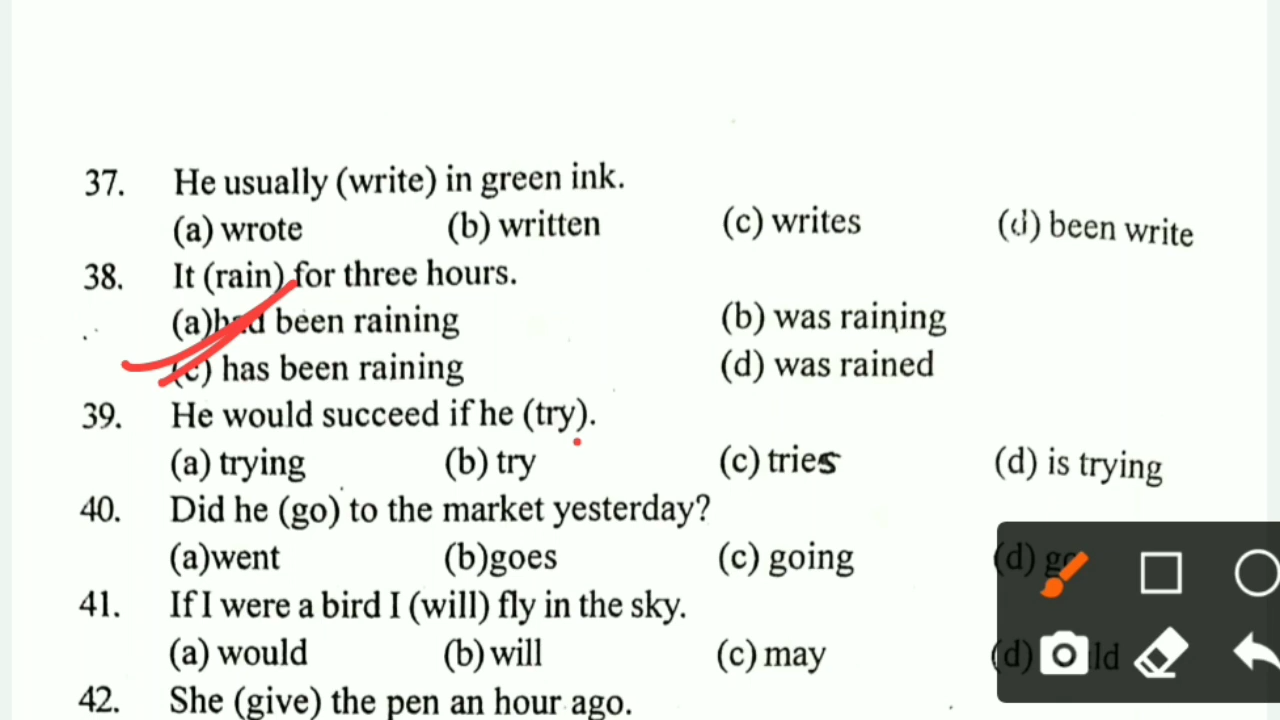 37. He usually (write) in green ink.
(a) wrote (b) written (c) writes (d) been write
38. It (rain) for three hours.
(a)had been raining (b) was raining
(c) has been raining (d) was rained
39. He would succeed if he (try).
(a) trying (b) try (c) tries (d) is trying
40. Did he (go) to the market yesterday?
(a)went (b)goes (c) going (d)
41. If I were a bird I (will) fly in the sky.
(a) would (b) will (c) may (d)
42. She (give) the pen an hour ago.